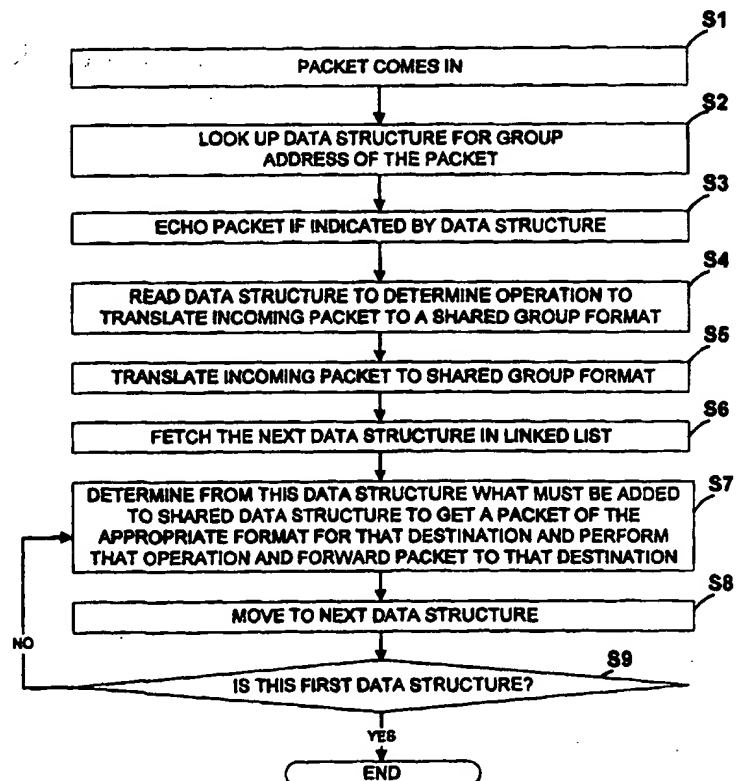 S1
PACKET COMES IN
S2
LOOK UP DATA STRUCTURE FOR GROUP
ADDRESS OF THE PACKET
S3
ECHO PACKET IF INDICATED BY DATA STRUCTURE
S4
READ DATA STRUCTURE TO DETERMINE OPERATION TO
TRANSLATE INCOMING PACKET TO A SHARED GROUP FORMAT
S5
TRANSLATE INCOMING PACKET TO SHARED GROUP FORMAT
S6
FETCH THE NEXT DATA STRUCTURE IN LINKED LIST
S7
DETERMINE FROM THIS DATA STRUCTURE WHAT MUST BE ADDED
TO SHARED DATA STRUCTURE TO GET A PACKET OF THE
APPROPRIATE FORMAT FOR THAT DESTINATION AND PERFORM
THAT OPERATION AND FORWARD PACKET TO THAT DESTINATION
S8
MOVE TO NEXT DATA STRUCTURE
NO
S9
IS THIS FIRST DATA STRUCTURE?
YES
END